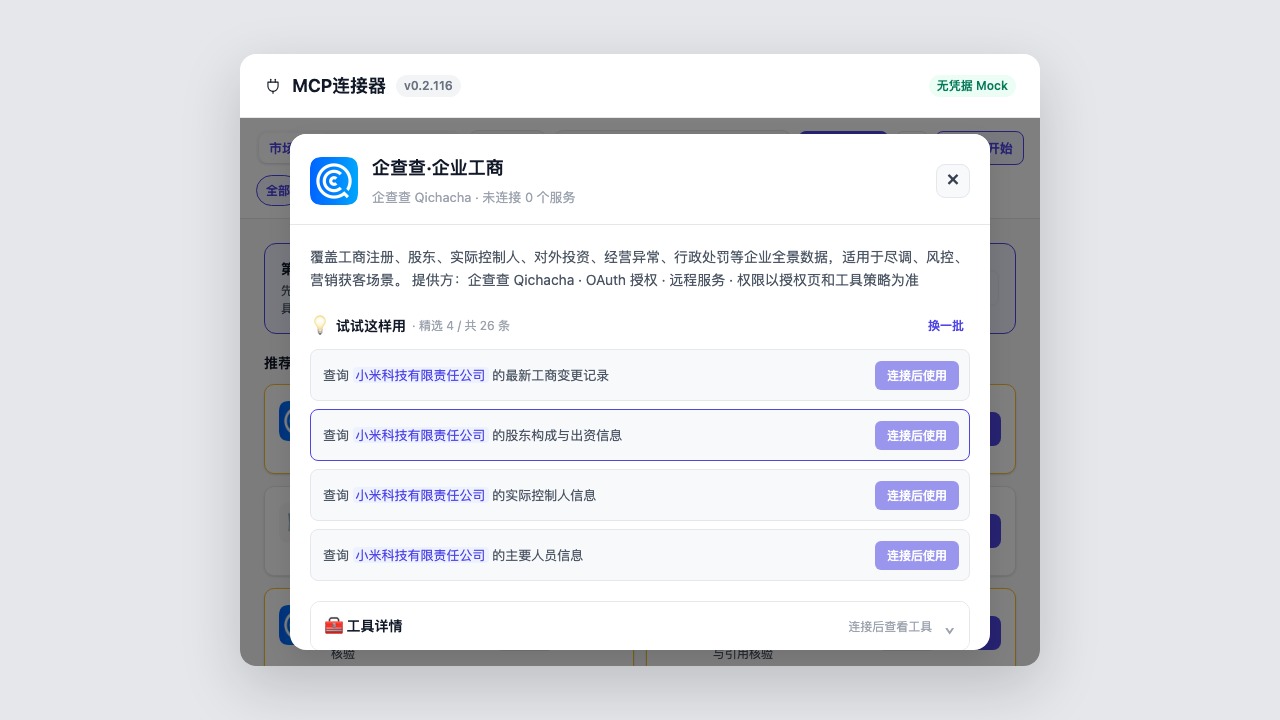 MCP连接器 v0.2.116 无凭据 Mock
市场 开始
全部
企查查·企业工商
企查查 Qichacha · 未连接 0 个服务
覆盖工商注册、股东、实际控制人、对外投资、经营异常、行政处罚等企业全景数据，适用于尽调、风控、
营销获客场景。 提供方：企查查 Qichacha · OAuth 授权 · 远程服务 · 权限以授权页和工具策略为准
第
先
具
试试这样用 · 精选 4 / 共 26 条 换一批
推荐
查询 小米科技有限责任公司 的最新工商变更记录 连接后使用
查询 小米科技有限责任公司 的股东构成与出资信息 连接后使用
查询 小米科技有限责任公司 的实际控制人信息 连接后使用
查询 小米科技有限责任公司 的主要人员信息 连接后使用
工具详情 连接后查看工具
核验 与引用核验